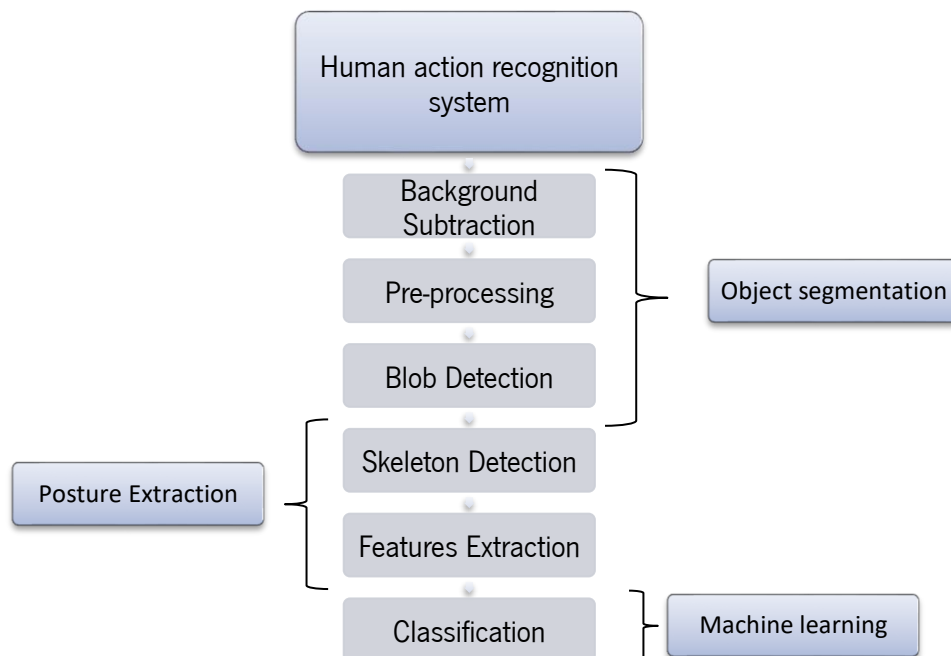 Human action recognition
system
Background
Subtraction
Pre-processing
Object segmentation
Blob Detection
Skeleton Detection
Posture Extraction
Features Extraction
Classification
Machine learning